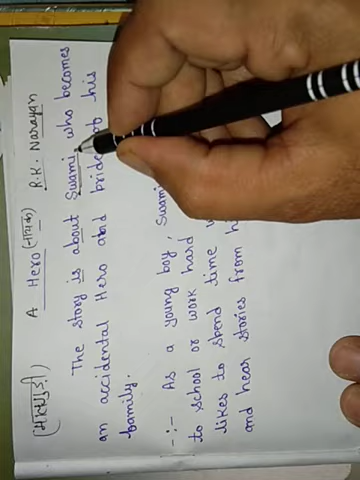 A Hero (नायक) R.K. Narayan
The story is about Swami, who becomes
an accidental Hero and pride of his
family.
-:- As a young boy, Swami
to school or work hard
likes to spend time
and hear stories from